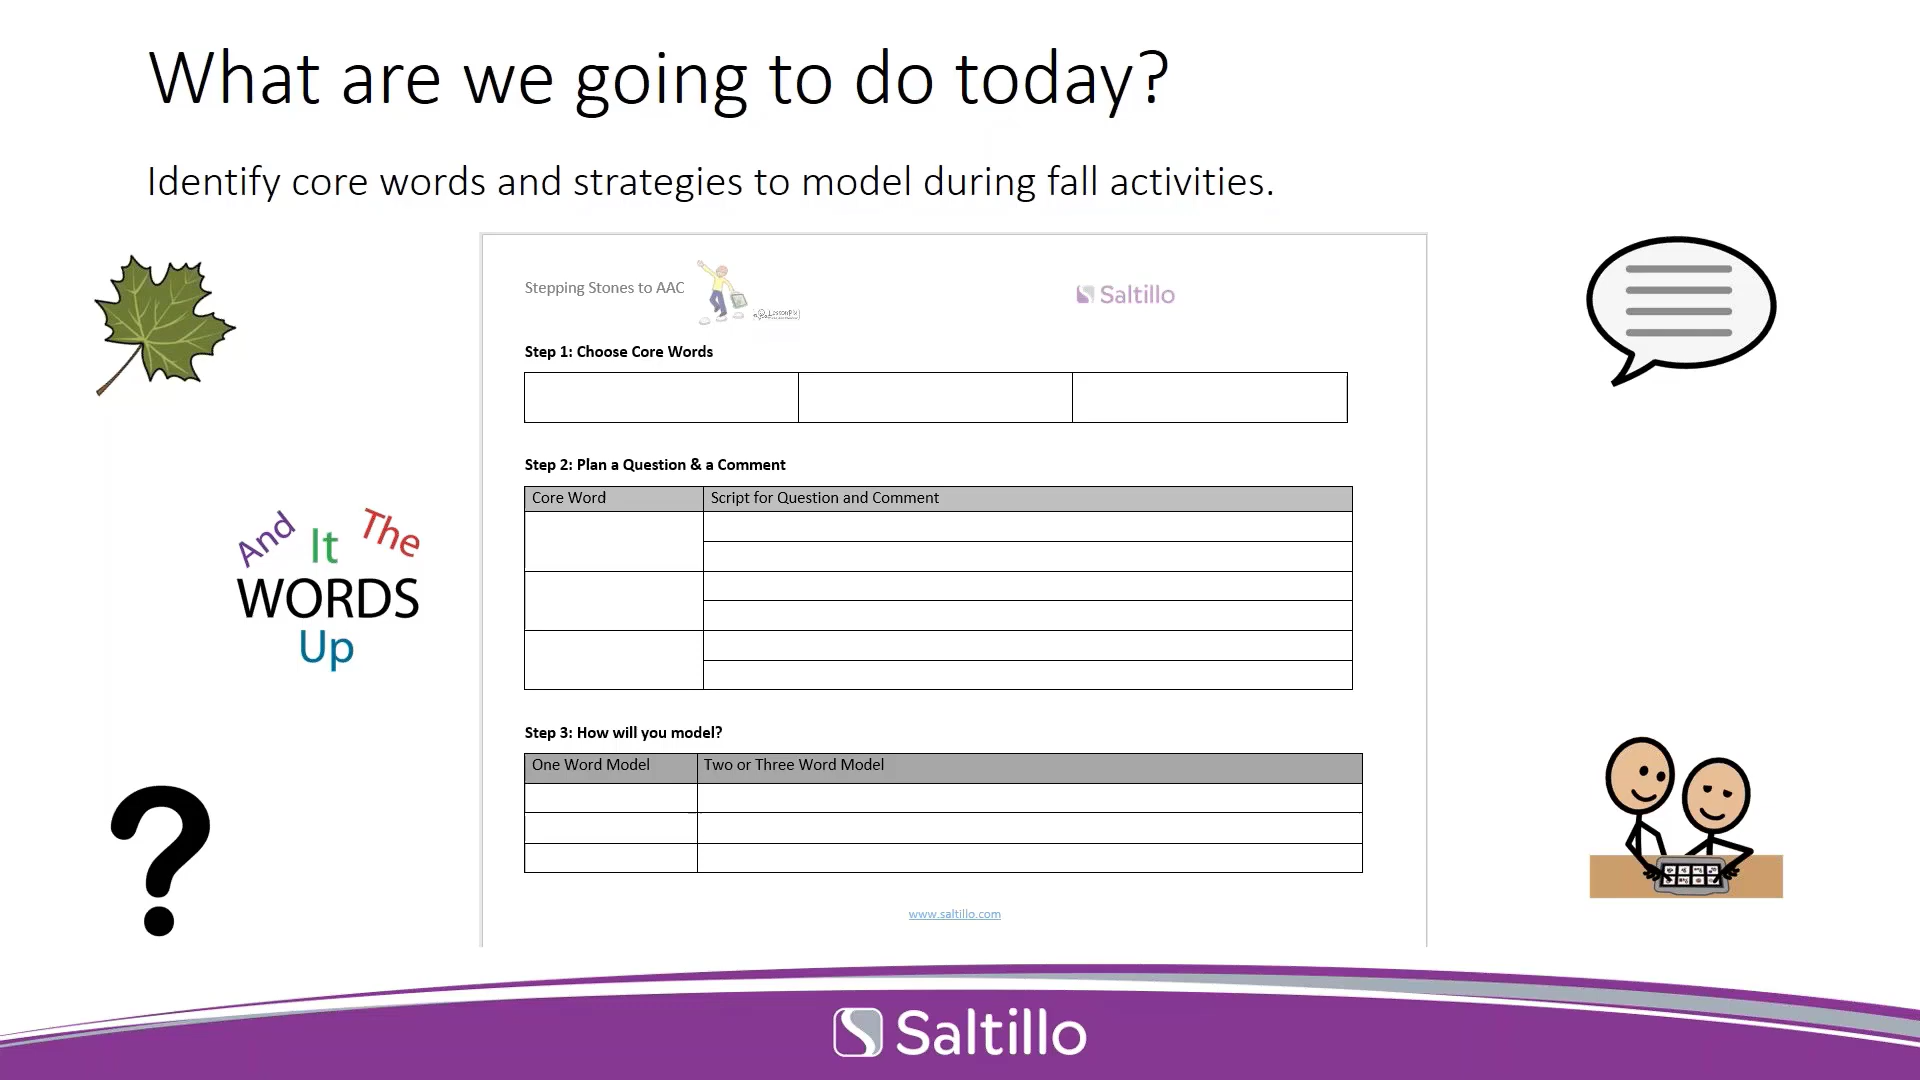 What are we going to do today?
Identify core words and strategies to model during fall activities.
Stepping Stones to AAC
LessonPix
Saltillo
Step 1: Choose Core Words
Step 2: Plan a Question & a Comment
Core Word
Script for Question and Comment
And It The
WORDS
Up
Step 3: How will you model?
One Word Model
Two or Three Word Model
www.saltillo.com
Saltillo